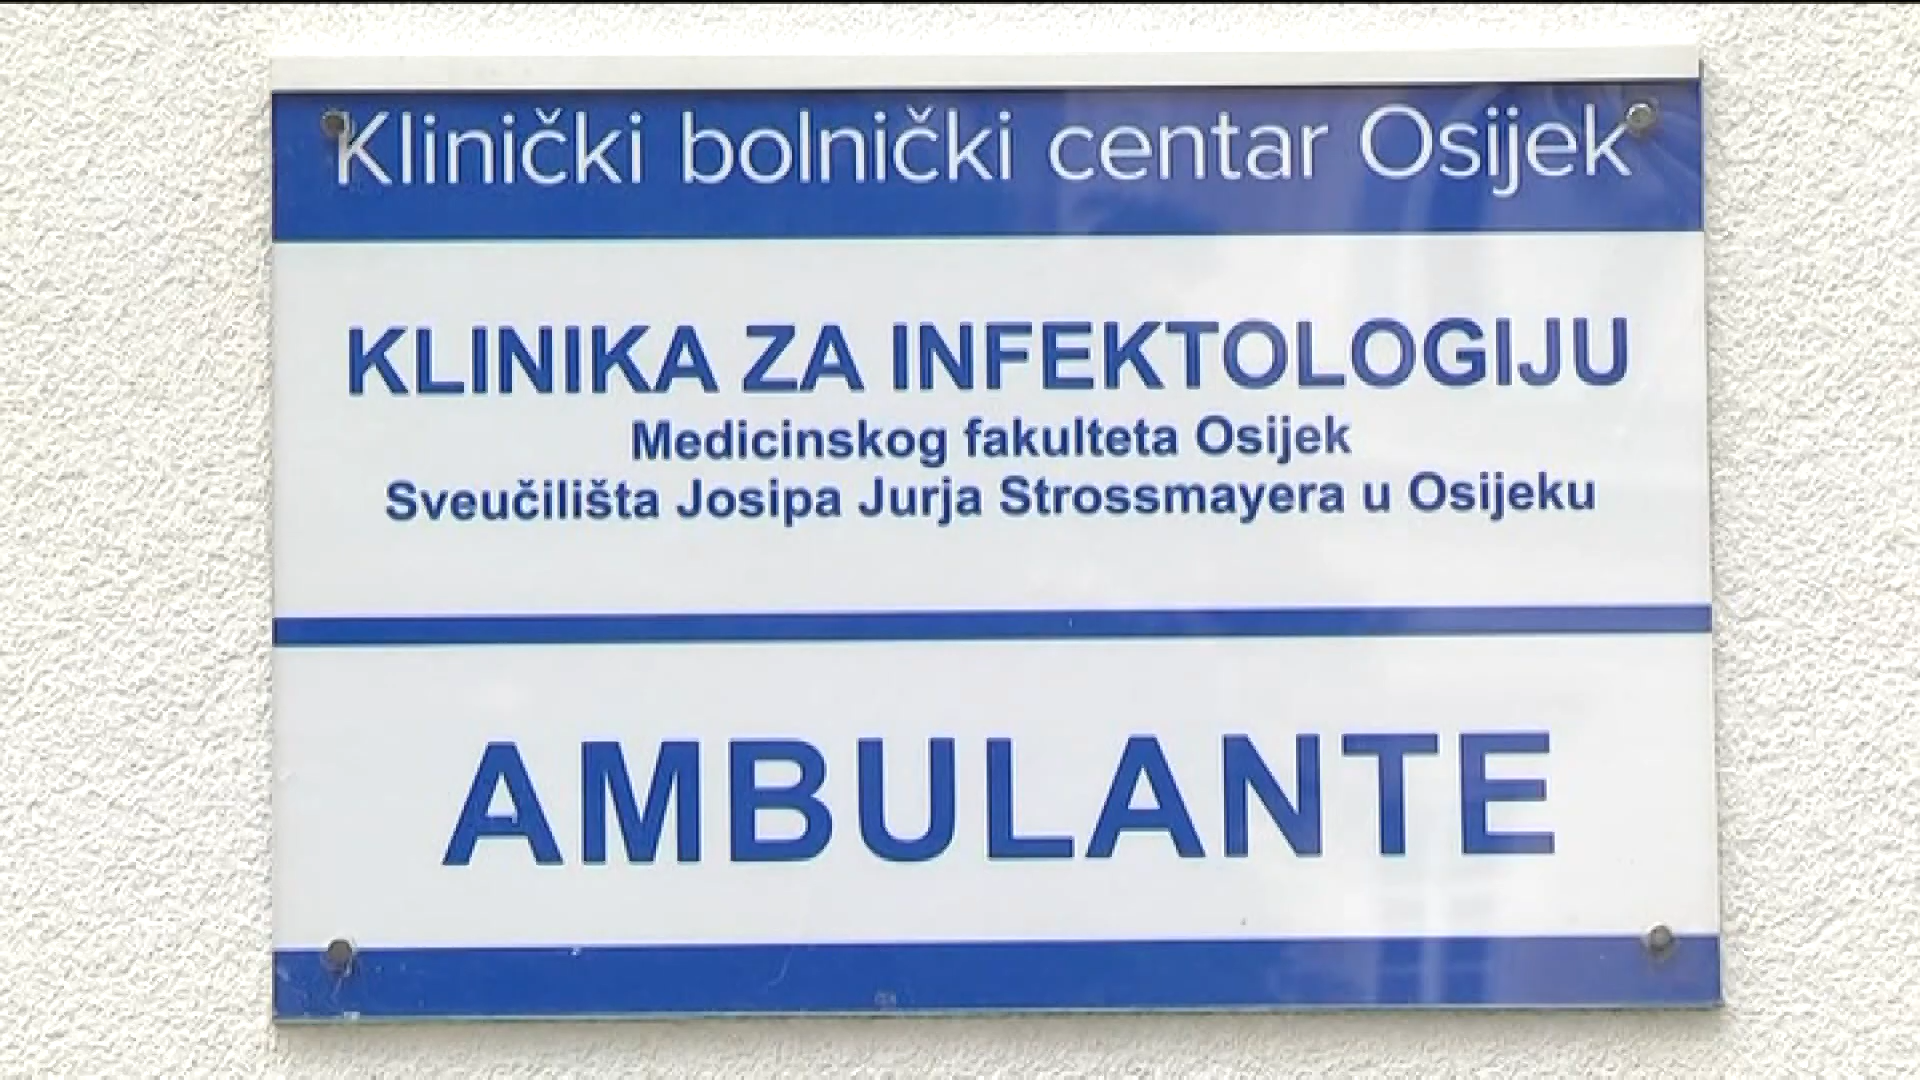 Klinički bolnički centar Osijek
KLINIKA ZA INFEKTOLOGIJU
Medicinskog fakulteta Osijek
Sveučilišta Josipa Jurja Strossmayera u Osijeku
AMBULANTE